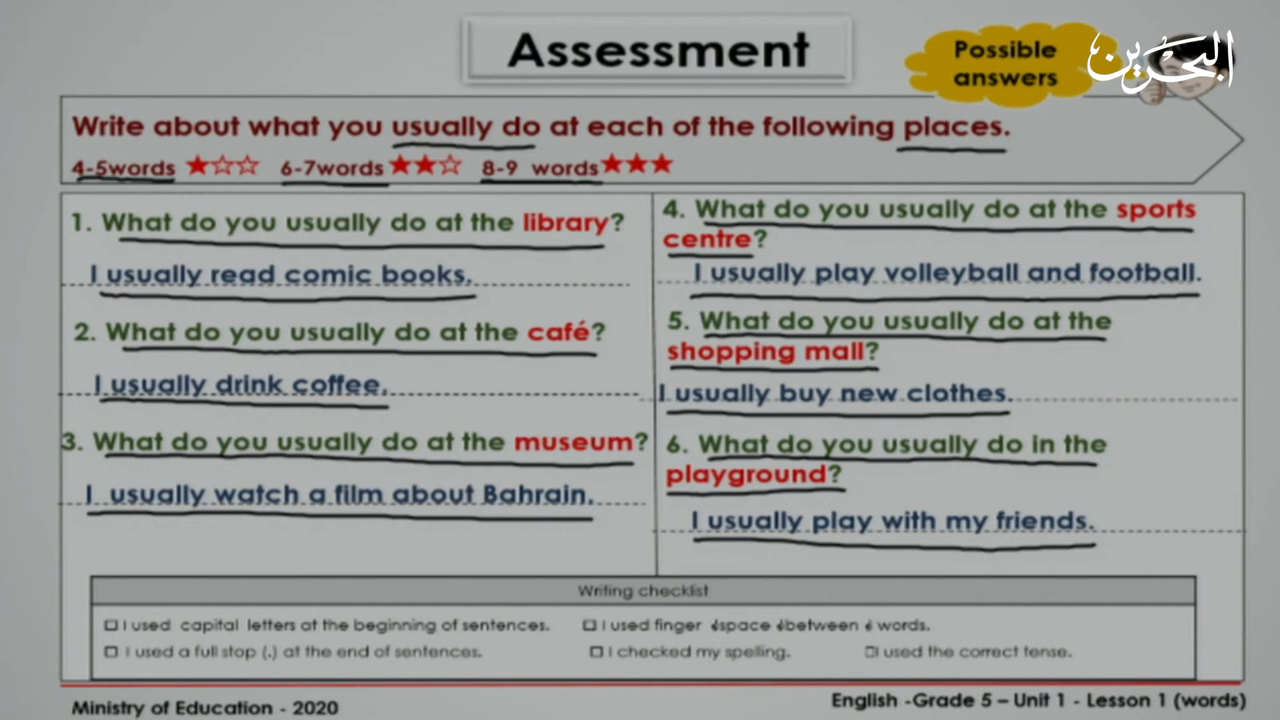 Assessment
Possible
answers
البحرين
Write about what you usually do at each of the following places.
4-5words ★☆☆ 6-7words ★★☆ 8-9 words ★★★
1. What do you usually do at the library?
I usually read comic books.
2. What do you usually do at the café?
I usually drink coffee.
3. What do you usually do at the museum?
I usually watch a film about Bahrain.
4. What do you usually do at the sports
centre?
I usually play volleyball and football.
5. What do you usually do at the
shopping mall?
I usually buy new clothes.
6. What do you usually do in the
playground?
I usually play with my friends.
Writing checklist
☐ I used capital letters at the beginning of sentences. ☐ I used finger space between words.
☐ I used a full stop (.) at the end of sentences. ☐ I checked my spelling. ☐ I used the correct tense.
Ministry of Education - 2020
English -Grade 5 – Unit 1 - Lesson 1 (words)